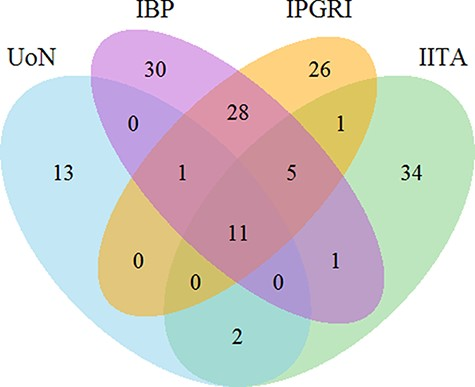 IBP IPGRI
UoN IITA
30 26
0 28 1
13 1 5 34
11
0 0 0 1
2